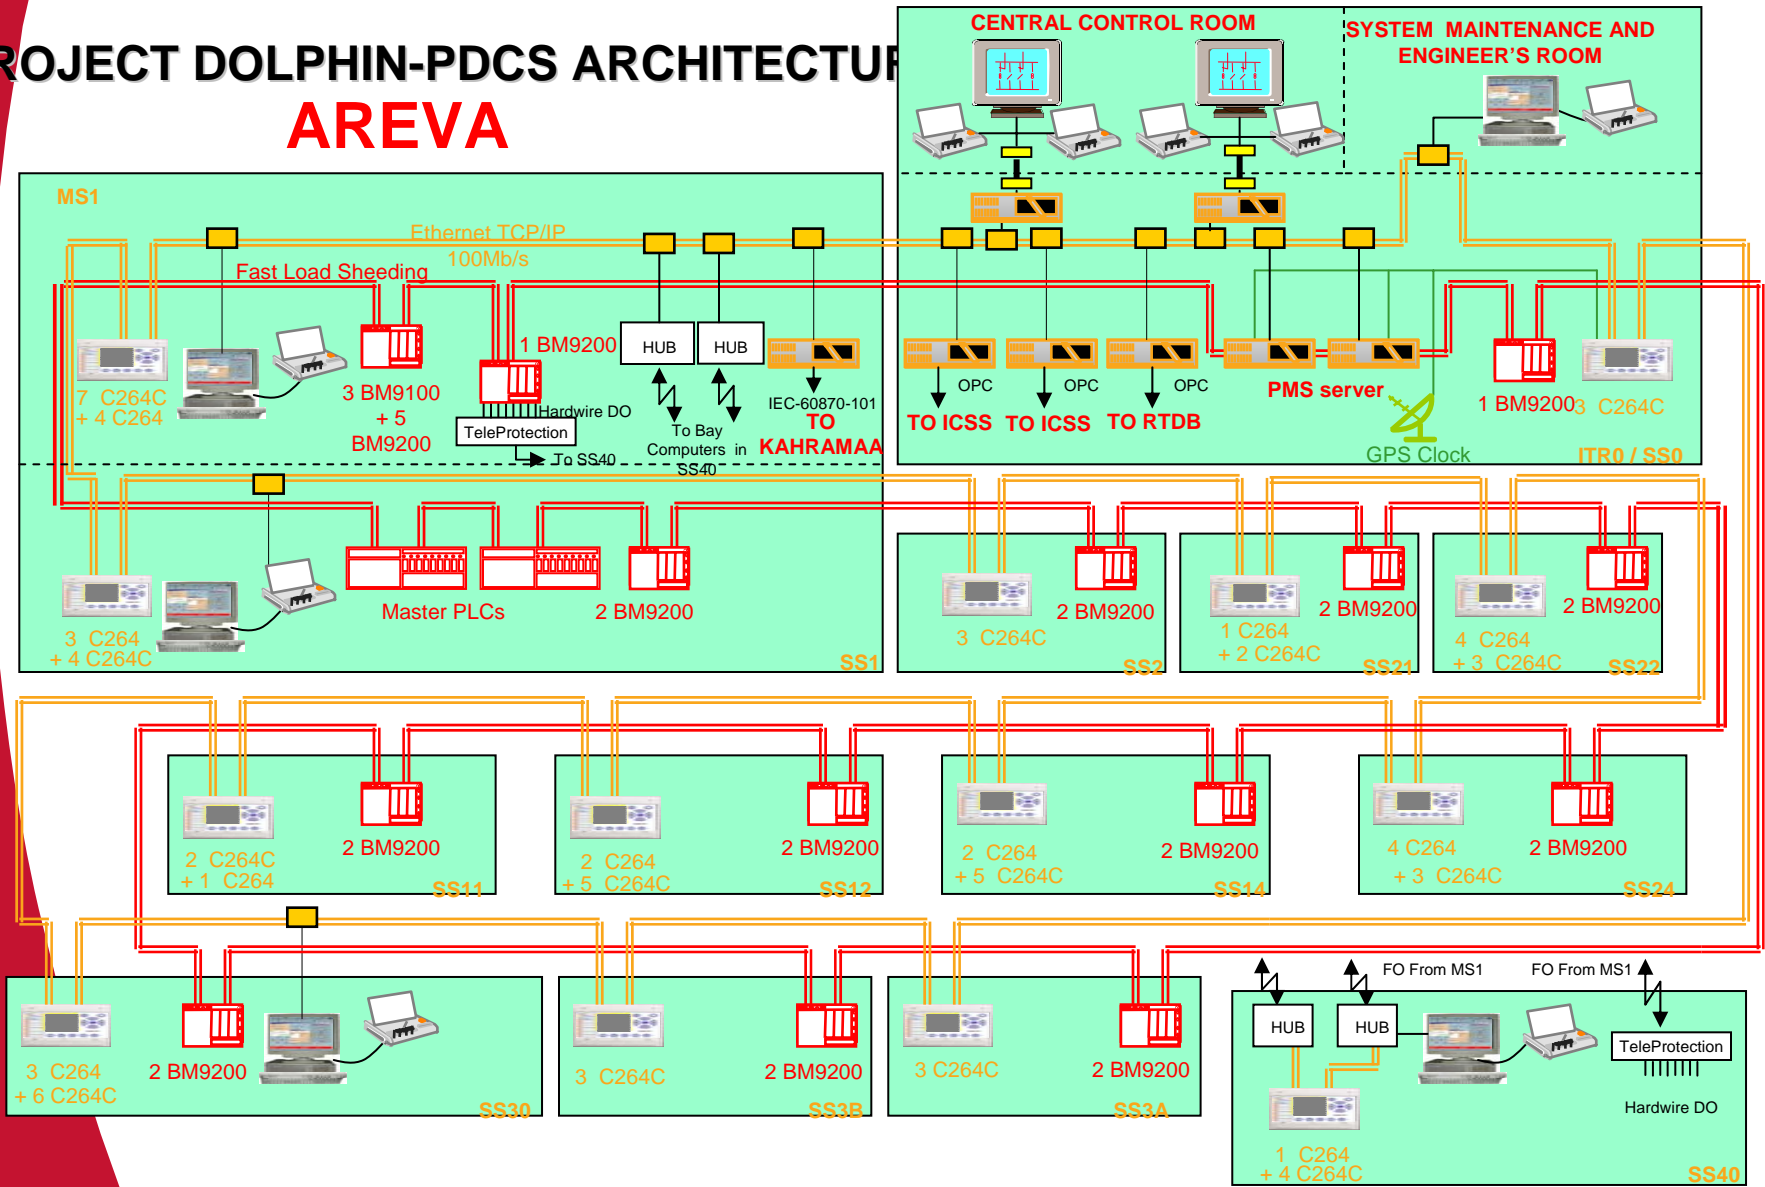 ROJECT DOLPHIN-PDCS ARCHITECTUR
AREVA
CENTRAL CONTROL ROOM
SYSTEM MAINTENANCE AND
ENGINEER'S ROOM
MS1
Ethernet TCP/IP
100Mb/s
Fast Load Sheeding
7 C264C
+ 4 C264
3 BM9100
+ 5
BM9200
1 BM9200
Hardwire DO
TeleProtection
To SS40
HUB
HUB
To Bay
Computers in
SS40
IEC-60870-101
TO
KAHRAMAA
OPC
TO ICSS
OPC
TO ICSS
OPC
TO RTDB
PMS server
GPS Clock
1 BM9200
3 C264C
ITR0 / SS0
3 C264
+ 4 C264C
Master PLCs
2 BM9200
SS1
3 C264C
2 BM9200
SS2
1 C264
+ 2 C264C
2 BM9200
SS21
4 C264
+ 3 C264C
2 BM9200
SS22
2 C264C
+ 1 C264
2 BM9200
SS11
2 C264
+ 5 C264C
2 BM9200
SS12
2 C264
+ 5 C264C
2 BM9200
SS14
4 C264
+ 3 C264C
2 BM9200
SS24
3 C264
+ 6 C264C
2 BM9200
SS30
3 C264C
2 BM9200
SS3B
3 C264C
2 BM9200
SS3A
FO From MS1
FO From MS1
HUB
HUB
TeleProtection
Hardwire DO
1 C264
+ 4 C264C
SS40